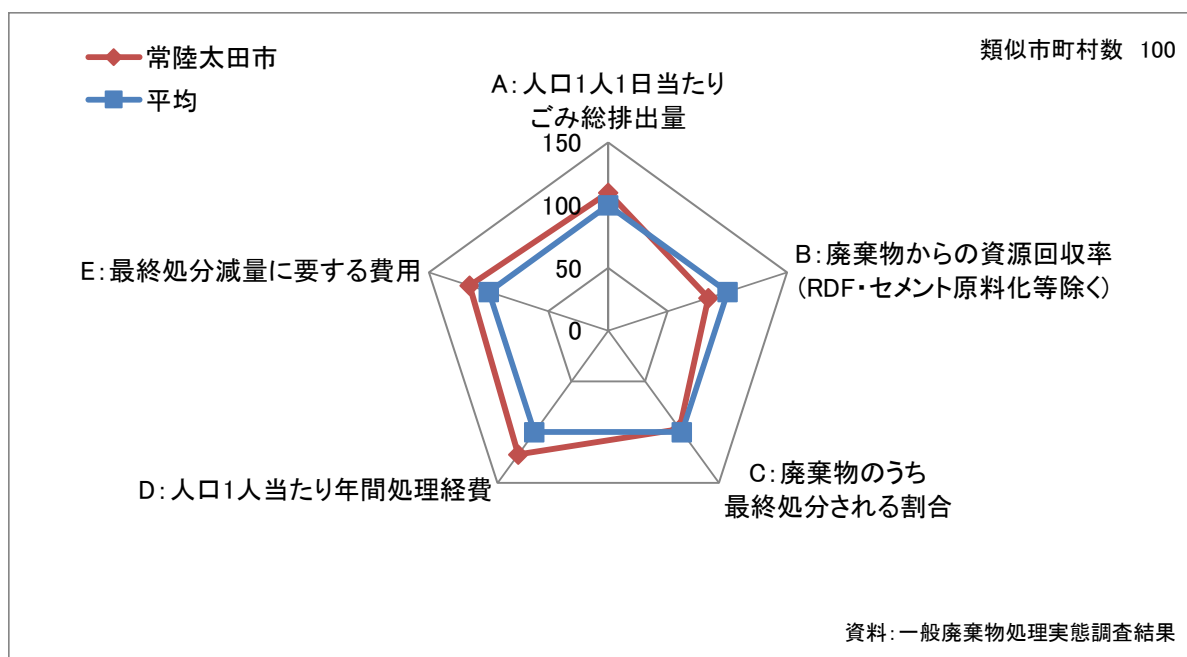 常陸太田市
平均
類似市町村数 100
A:人口1人1日当たり
ごみ総排出量
150
100
50
0
B:廃棄物からの資源回収率
(RDF・セメント原料化等除く)
E:最終処分減量に要する費用
C:廃棄物のうち
最終処分される割合
D:人口1人当たり年間処理経費
資料:一般廃棄物処理実態調査結果